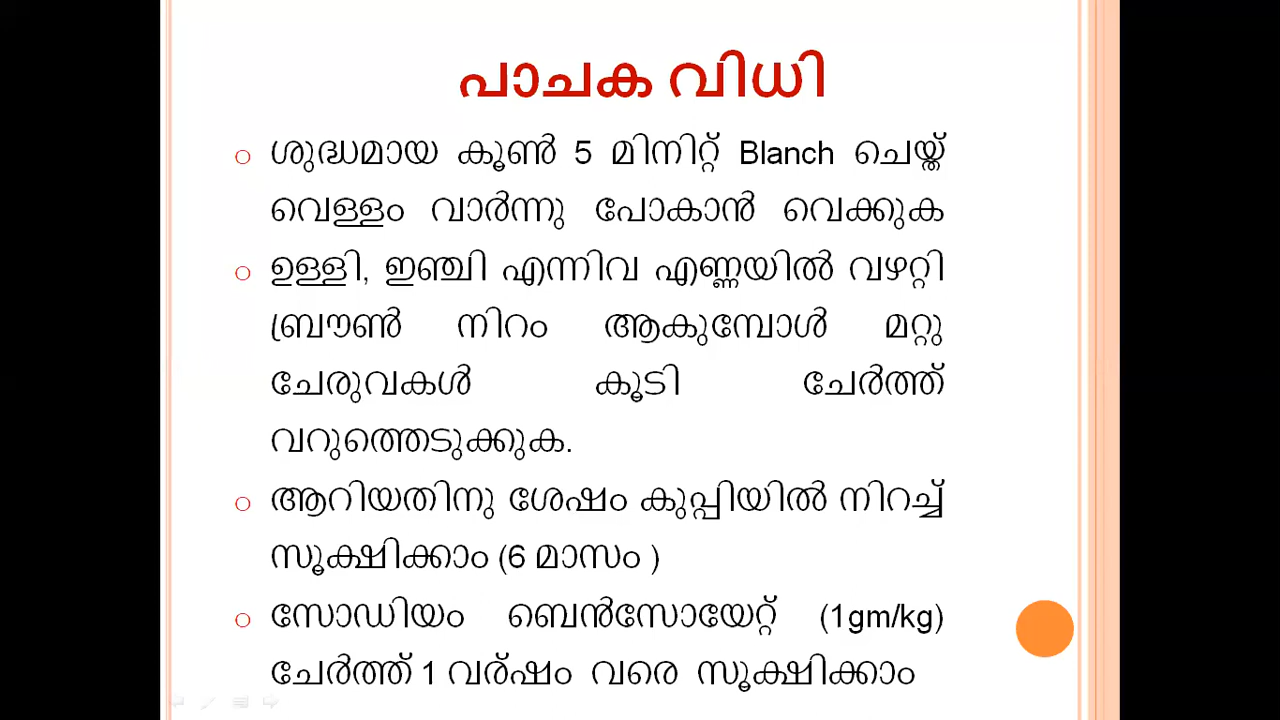 പാചക വിധി
ശുദ്ധമായ കൂൺ 5 മിനിറ്റ് Blanch ചെയ്ത്
വെള്ളം വാർന്നു പോകാൻ വെക്കുക
ഉള്ളി, ഇഞ്ചി എന്നിവ എണ്ണയിൽ വഴറ്റി
ബ്രൗൺ നിറം ആകുമ്പോൾ മറ്റു
ചേരുവകൾ കൂടി ചേർത്ത്
വറുത്തെടുക്കുക.
ആറിയതിനു ശേഷം കുപ്പിയിൽ നിറച്ച്
സൂക്ഷിക്കാം (6 മാസം )
സോഡിയം ബെൻസോയേറ്റ് (1gm/kg)
ചേർത്ത് 1 വര്ഷം വരെ സൂക്ഷിക്കാം